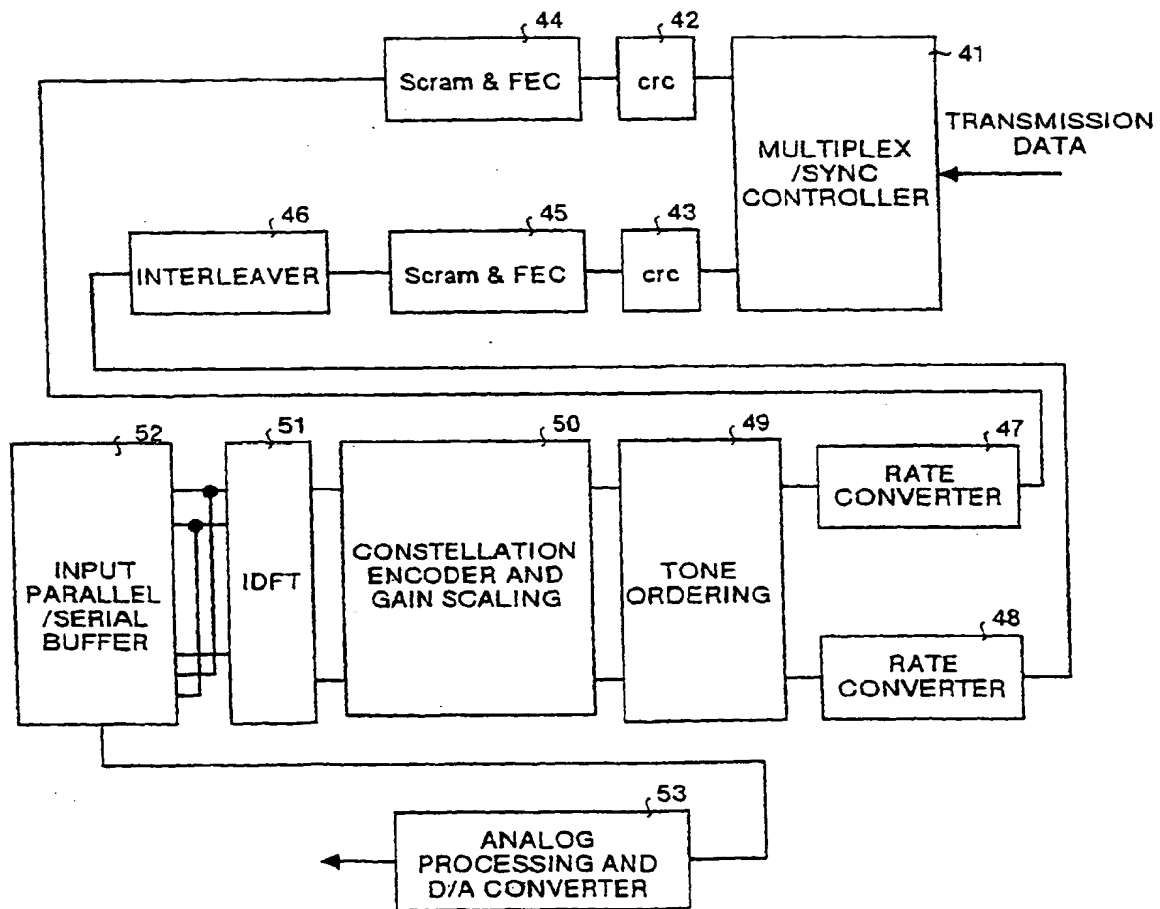 44
42
41
Scram & FEC
crc
TRANSMISSION
DATA
MULTIPLEX
/SYNC
CONTROLLER
46
45
43
INTERLEAVER
Scram & FEC
crc
52
51
50
49
47
RATE
CONVERTER
INPUT
PARALLEL
/SERIAL
BUFFER
IDFT
CONSTELLATION
ENCODER AND
GAIN SCALING
TONE
ORDERING
48
RATE
CONVERTER
53
ANALOG
PROCESSING AND
D/A CONVERTER